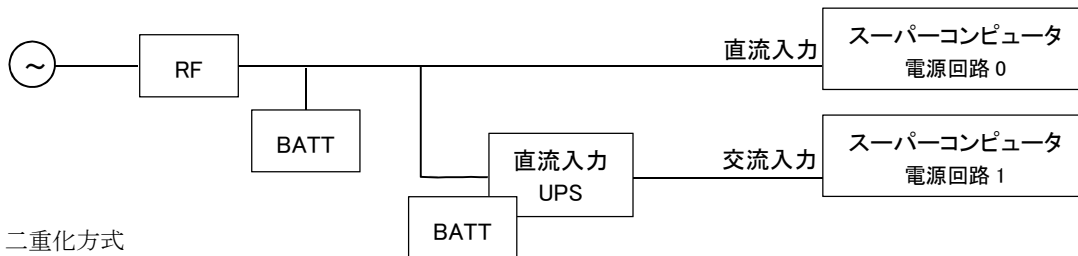 スーパーコンピュータ
電源回路 0
直流入力
～
RF
BATT
スーパーコンピュータ
電源回路 1
交流入力
直流入力
UPS
BATT
二重化方式